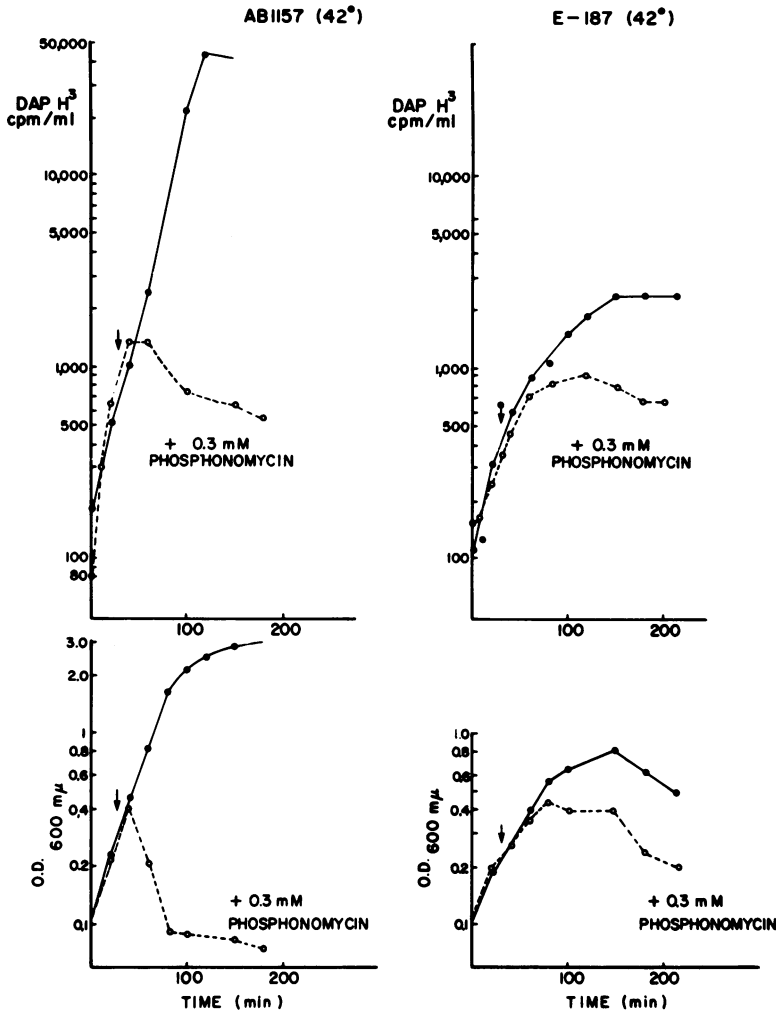 AB1157 (42°)
50,000
DAP H³
cpm/ml
10,000
5,000
1,000
500
100
80
+ 0.3 mM
PHOSPHONOMYCIN
100 200
E-187 (42°)
DAP H³
cpm/ml
10,000
5,000
1,000
500
100
+ 0.3 mM
PHOSPHONOMYCIN
100 200
3.0
2.0
1
0.8
0.6
0.4
0.2
0.1
O.D. 600 mμ
+ 0.3 mM
PHOSPHONOMYCIN
100 200
TIME (min)
1.0
0.8
0.6
0.4
0.2
0.1
O.D. 600 mμ
+ 0.3 mM
PHOSPHONOMYCIN
100 200
TIME (min)